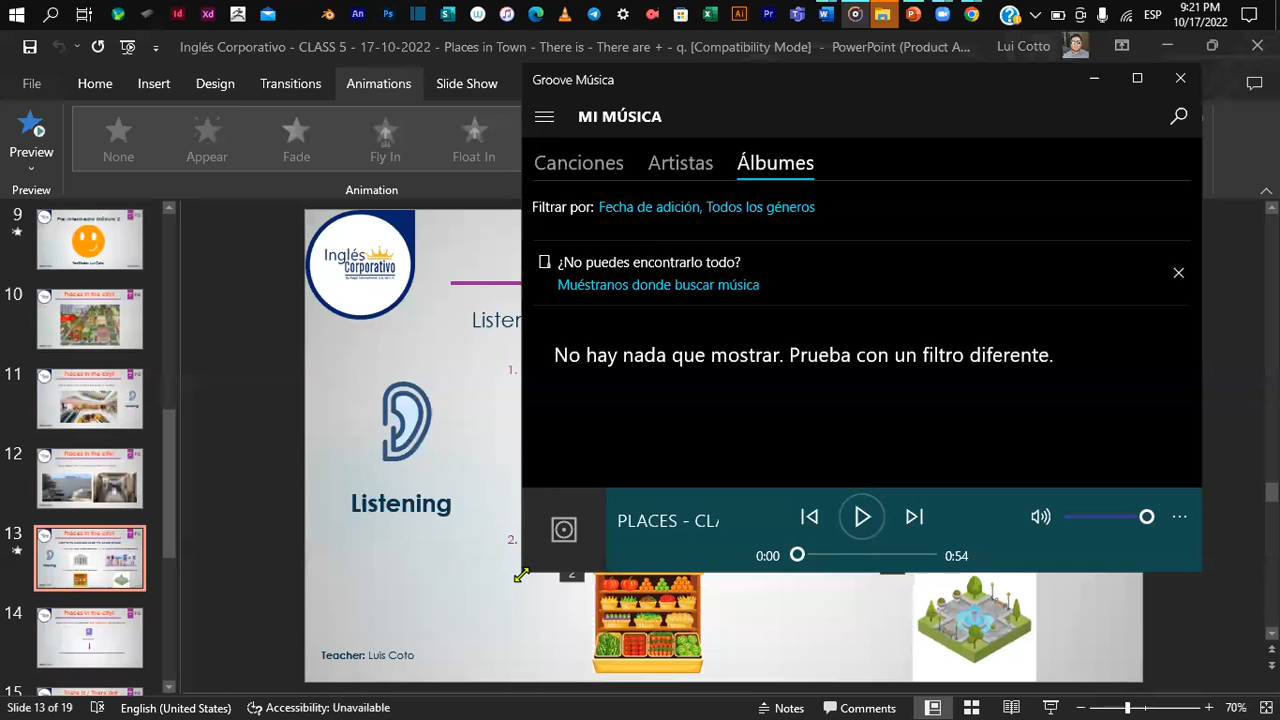 9:21 PM
ESP
10/17/2022
Inglés Corporativo - CLASS 5 - 17-10-2022 - Places in Town - There is - There are + - q. [Compatibility Mode] - PowerPoint (Product A...
Lui Cotto
File
Home
Insert
Design
Transitions
Animations
Slide Show
Preview
None
Appear
Fade
Fly In
Float In
Preview
Animation
Groove Música
MI MÚSICA
Canciones
Artistas
Álbumes
Filtrar por: Fecha de adición, Todos los géneros
¿No puedes encontrarlo todo?
Muéstranos donde buscar música
No hay nada que mostrar. Prueba con un filtro diferente.
PLACES - CLA
0:00
0:54
9
10
11
12
13
14
15
Inglés
Corporativo
Listen
1.
Listening
2.
2
Teacher: Luis Coto
Slide 13 of 19
English (United States)
Accessibility: Unavailable
Notes
Comments
70%